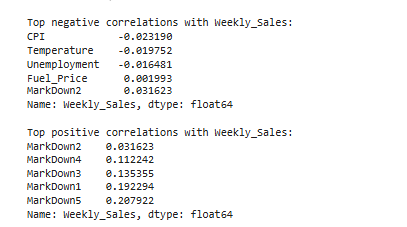 Top negative correlations with Weekly_Sales:
CPI -0.023190
Temperature -0.019752
Unemployment -0.016481
Fuel_Price 0.001993
MarkDown2 0.031623
Name: Weekly_Sales, dtype: float64
Top positive correlations with Weekly_Sales:
MarkDown2 0.031623
MarkDown4 0.112242
MarkDown3 0.135355
MarkDown1 0.192294
MarkDown5 0.207922
Name: Weekly_Sales, dtype: float64